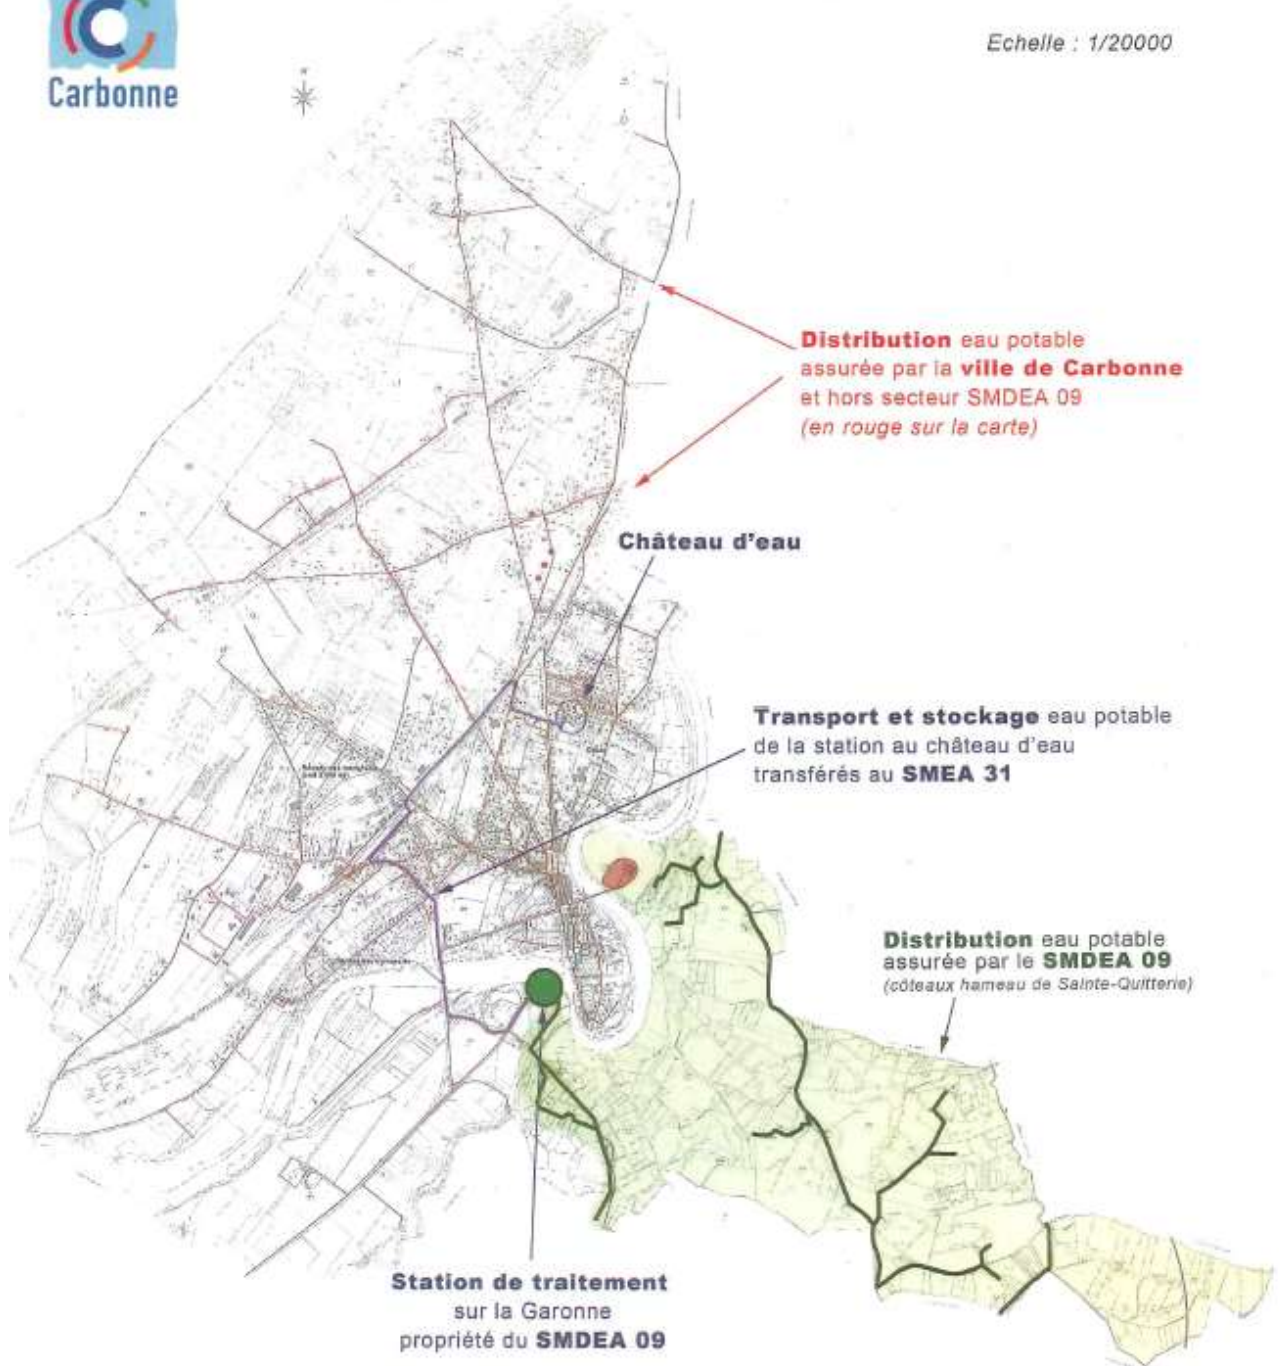 Carbonne
Echelle : 1/20000
Distribution eau potable
assurée par la ville de Carbonne
et hors secteur SMDEA 09
(en rouge sur la carte)
Château d'eau
Transport et stockage eau potable
de la station au château d'eau
transférés au SMEA 31
Distribution eau potable
assurée par le SMDEA 09
(côteaux hameau de Sainte-Quitterie)
Station de traitement
sur la Garonne
propriété du SMDEA 09